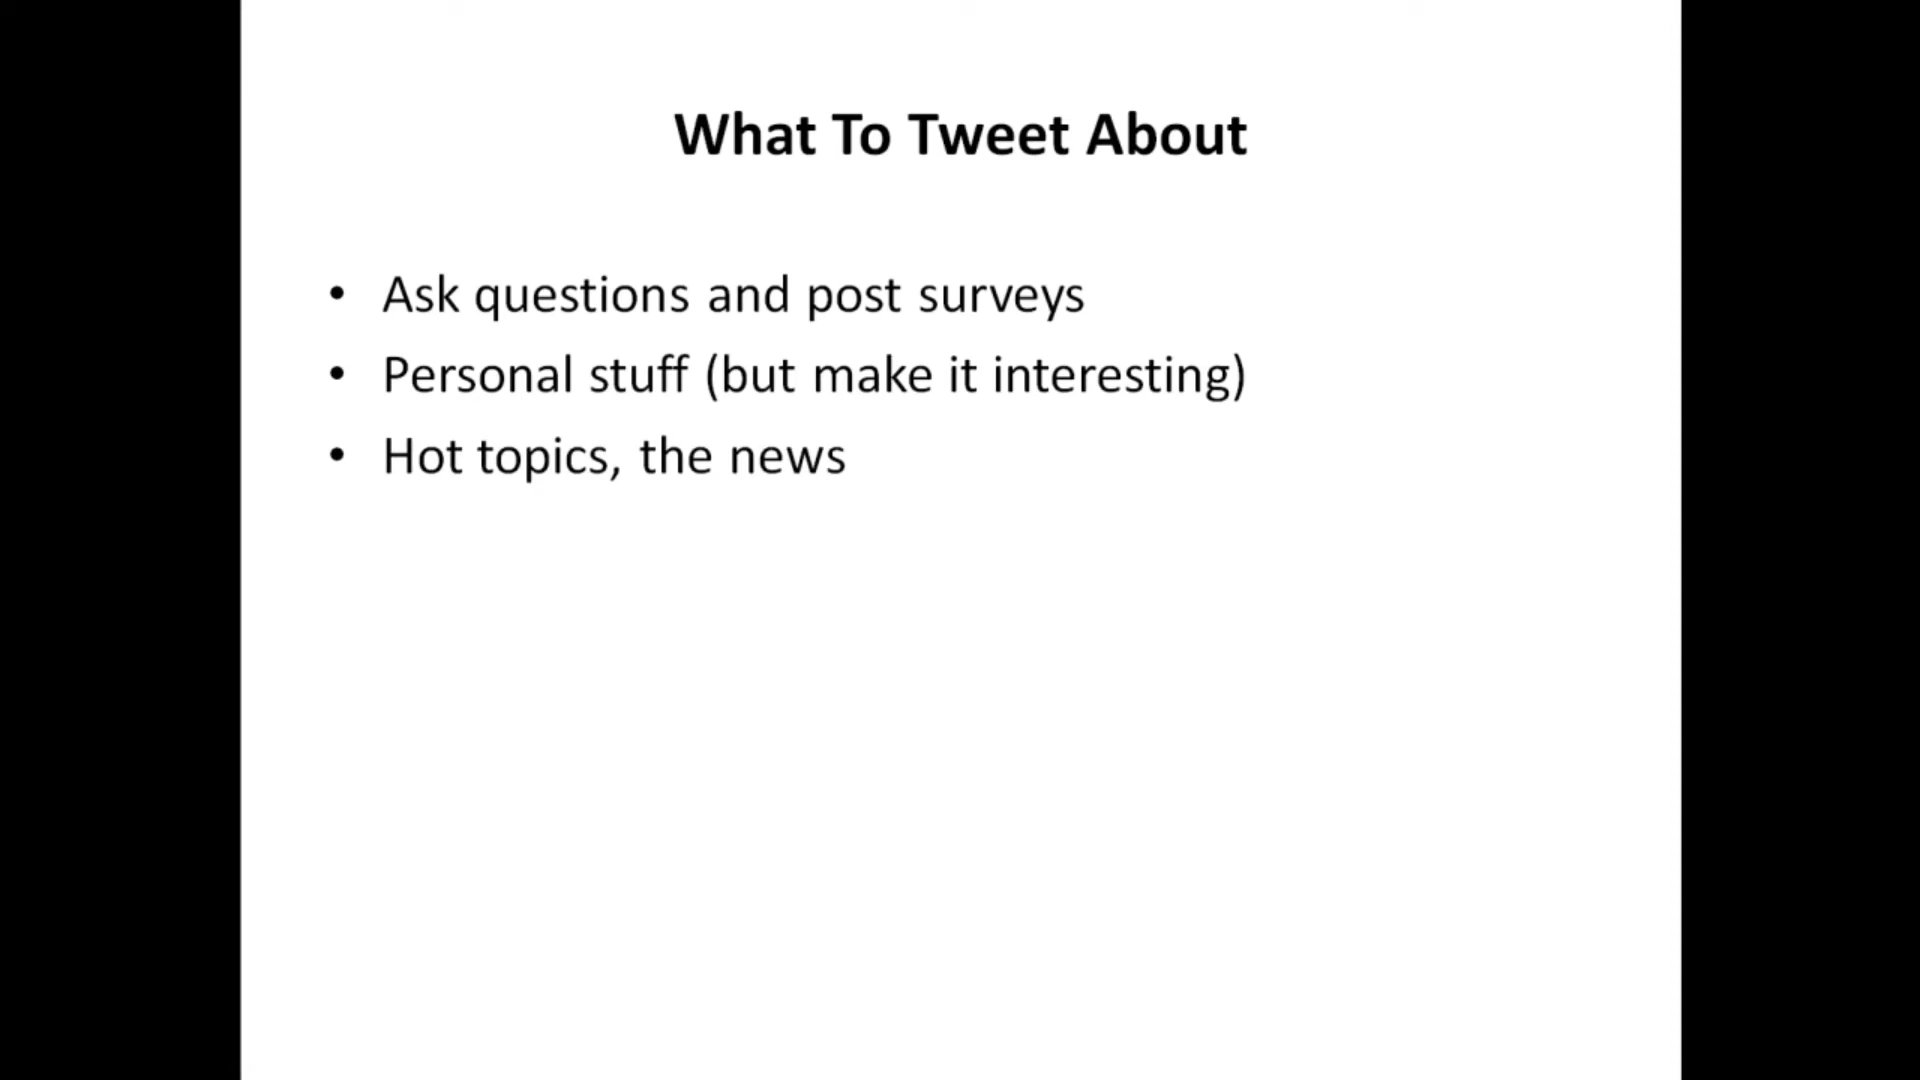 What To Tweet About
• Ask questions and post surveys
• Personal stuff (but make it interesting)
• Hot topics, the news